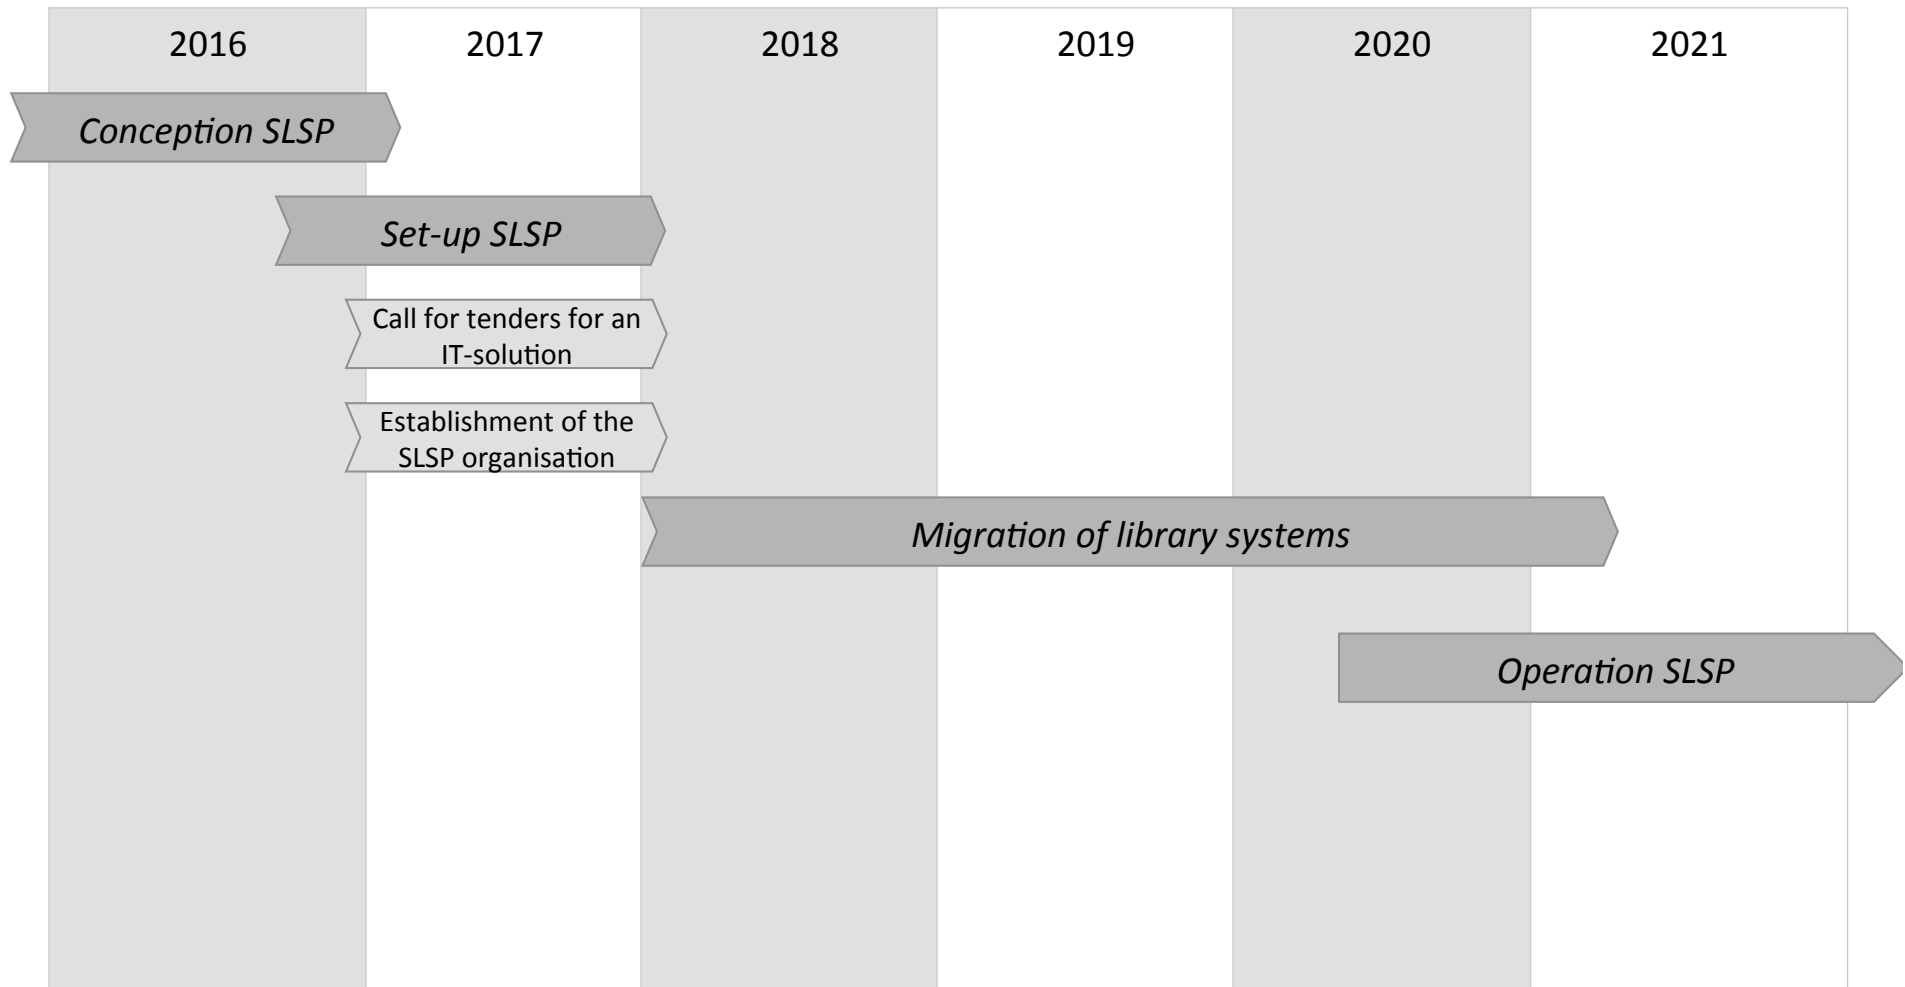 2016 2017 2018 2019 2020 2021
Conception SLSP
Set-up SLSP
Call for tenders for an
IT-solution
Establishment of the
SLSP organisation
Migration of library systems
Operation SLSP